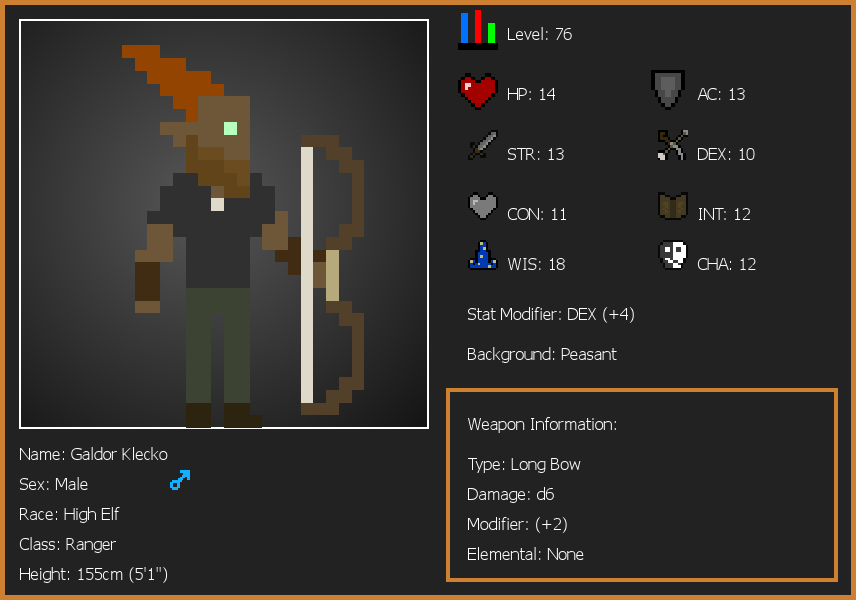 Level: 76
HP: 14
AC: 13
STR: 13
DEX: 10
CON: 11
INT: 12
WIS: 18
CHA: 12
Stat Modifier: DEX (+4)
Background: Peasant
Weapon Information:
Type: Long Bow
Damage: d6
Modifier: (+2)
Elemental: None
Name: Galdor Klecko
Sex: Male
Race: High Elf
Class: Ranger
Height: 155cm (5'1")